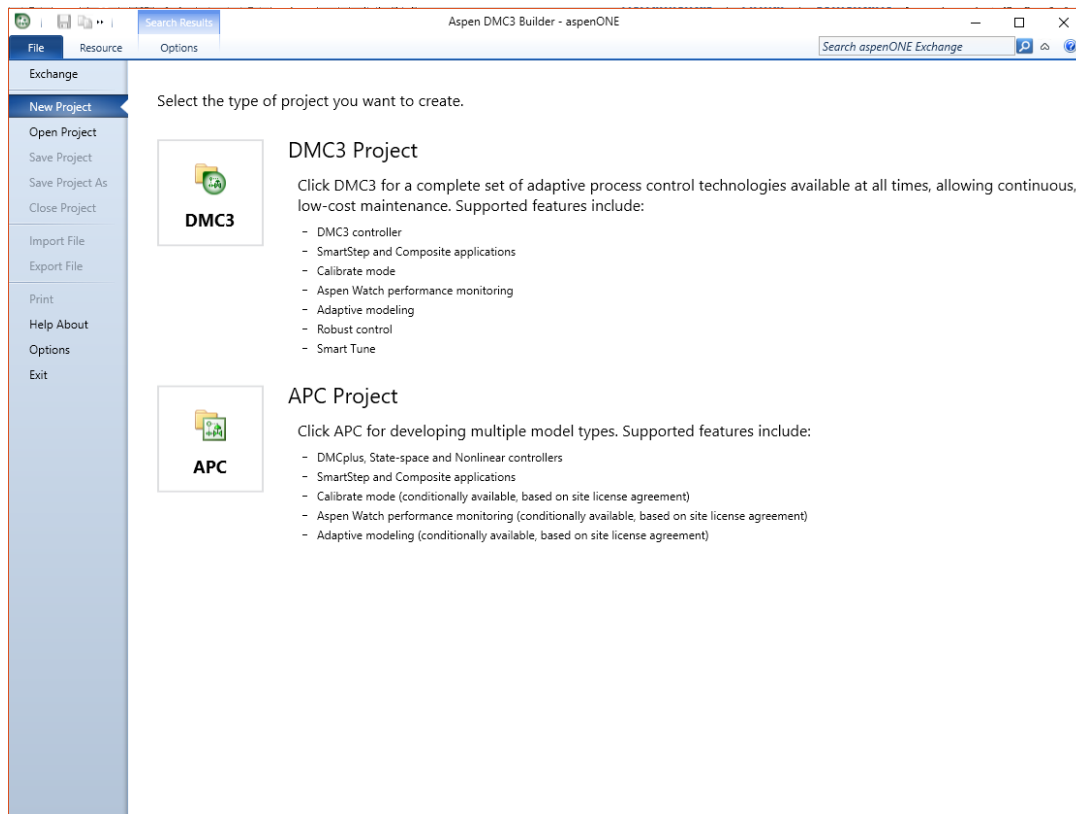 Search Results
Aspen DMC3 Builder - aspenONE
File
Resource
Options
Search aspenONE Exchange
Exchange
New Project
Open Project
Save Project
Save Project As
Close Project
Import File
Export File
Print
Help About
Options
Exit
Select the type of project you want to create.
DMC3
DMC3 Project
Click DMC3 for a complete set of adaptive process control technologies available at all times, allowing continuous,
low-cost maintenance. Supported features include:
- DMC3 controller
- SmartStep and Composite applications
- Calibrate mode
- Aspen Watch performance monitoring
- Adaptive modeling
- Robust control
- Smart Tune
APC
APC Project
Click APC for developing multiple model types. Supported features include:
- DMCplus, State-space and Nonlinear controllers
- SmartStep and Composite applications
- Calibrate mode (conditionally available, based on site license agreement)
- Aspen Watch performance monitoring (conditionally available, based on site license agreement)
- Adaptive modeling (conditionally available, based on site license agreement)